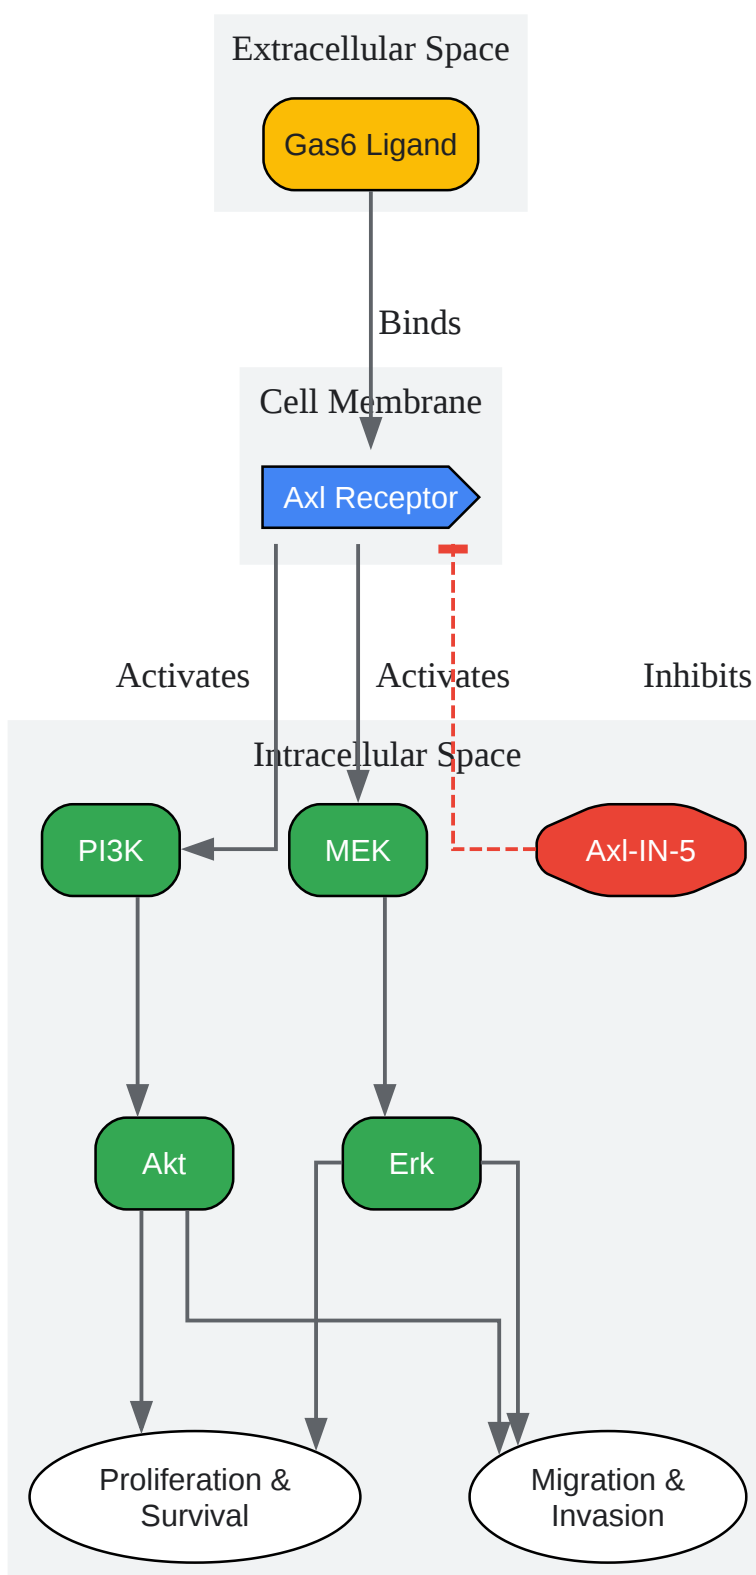 Extracellular Space
Gas6 Ligand
Binds
Cell Membrane
Axl Receptor
Activates
Activates
Inhibits
Intracellular Space
PI3K
MEK
Axl-IN-5
Akt
Erk
Proliferation &
Survival
Migration &
Invasion